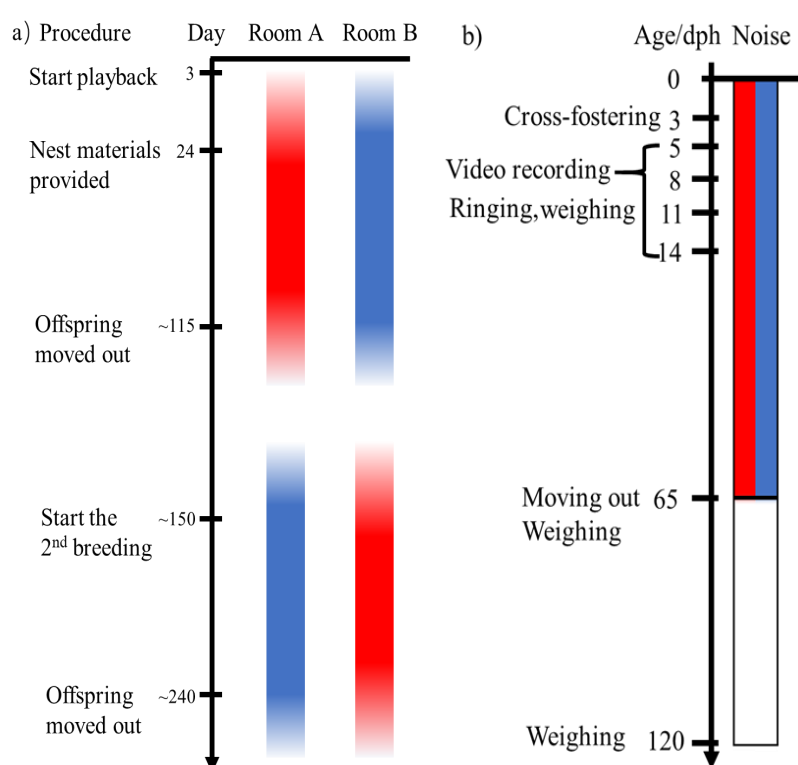 a) Procedure Day Room A Room B
Start playback 3
Nest materials 24
provided
Offspring ~115
moved out
Start the ~150
2nd breeding
Offspring ~240
moved out
b) Age/dph Noise
0
Cross-fostering 3
5
Video recording 8
Ringing,weighing 11
14
Moving out 65
Weighing
Weighing 120